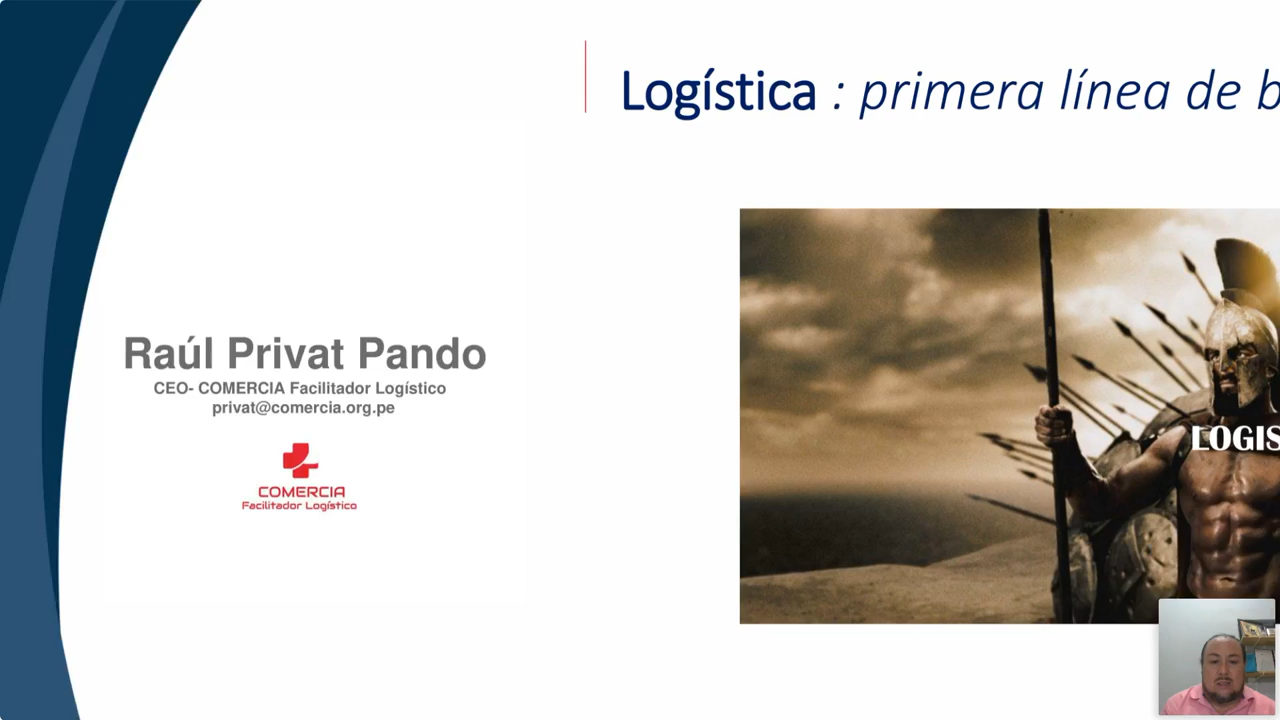 Logística : primera línea de b
Raúl Privat Pando
CEO- COMERCIA Facilitador Logístico
privat@comercia.org.pe
LOGIS
COMERCIA
Facilitador Logístico